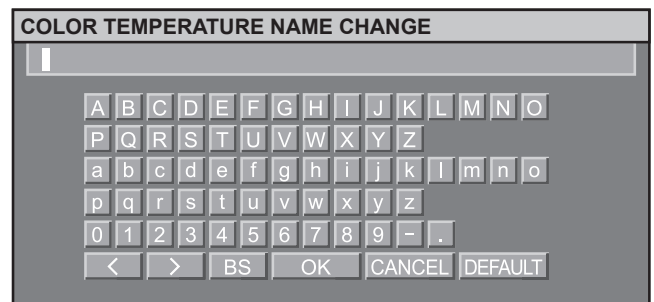 COLOR TEMPERATURE NAME CHANGE
A B C D E F G H I J K L M N O
P Q R S T U V W X Y Z
a b c d e f g h i j k l m n o
p q r s t u v w x y z
0 1 2 3 4 5 6 7 8 9 - .
< > BS OK CANCEL DEFAULT